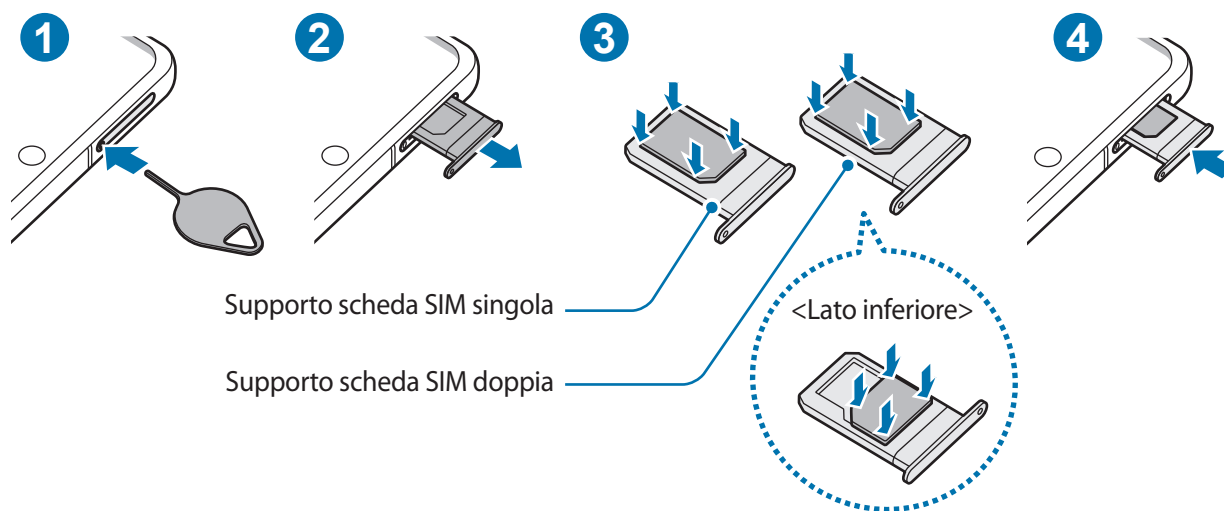 1
2
3
4
Supporto scheda SIM singola
Supporto scheda SIM doppia
<Lato inferiore>